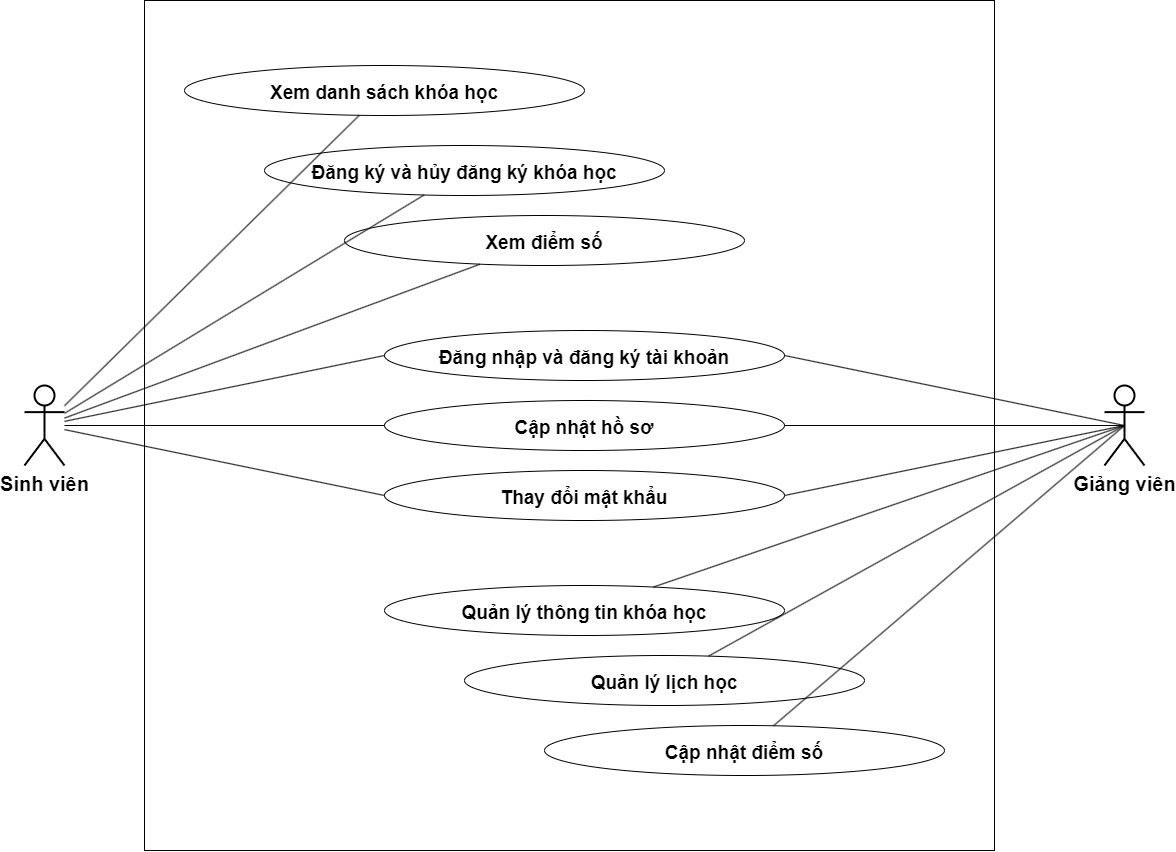 Xem danh sách khóa học
Đăng ký và hủy đăng ký khóa học
Xem điểm số
Đăng nhập và đăng ký tài khoản
Cập nhật hồ sơ
Thay đổi mật khẩu
Sinh viên
Giảng viên
Quản lý thông tin khóa học
Quản lý lịch học
Cập nhật điểm số